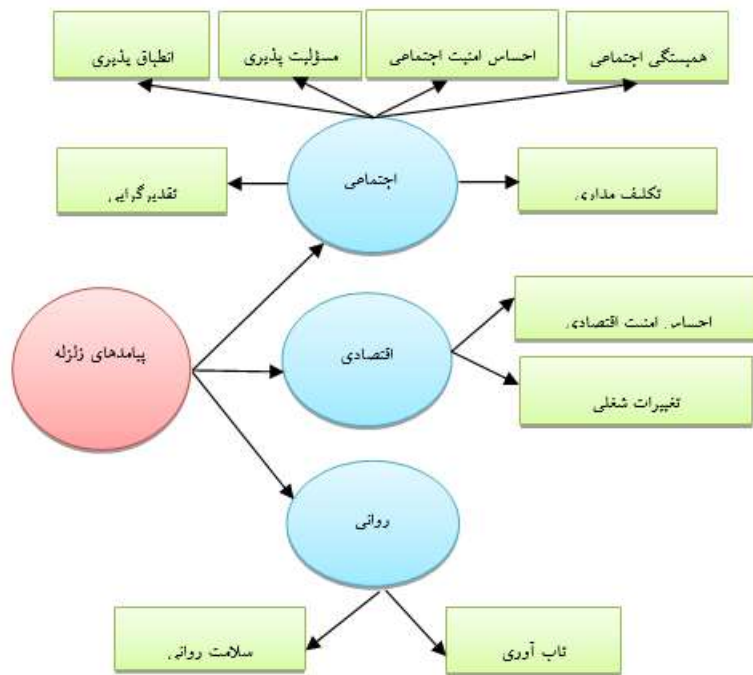 همبستگی اجتماعی
احساس امنیت اجتماعی
مسؤلیت پذیری
انطباق پذیری
اجتماعی
تکلیف مداری
تقدیرگرایی
احساس امنیت اقتصادی
پیامدهای زلزله
اقتصادی
تغییرات شغلی
روانی
تاب آوری
سلامت روانی